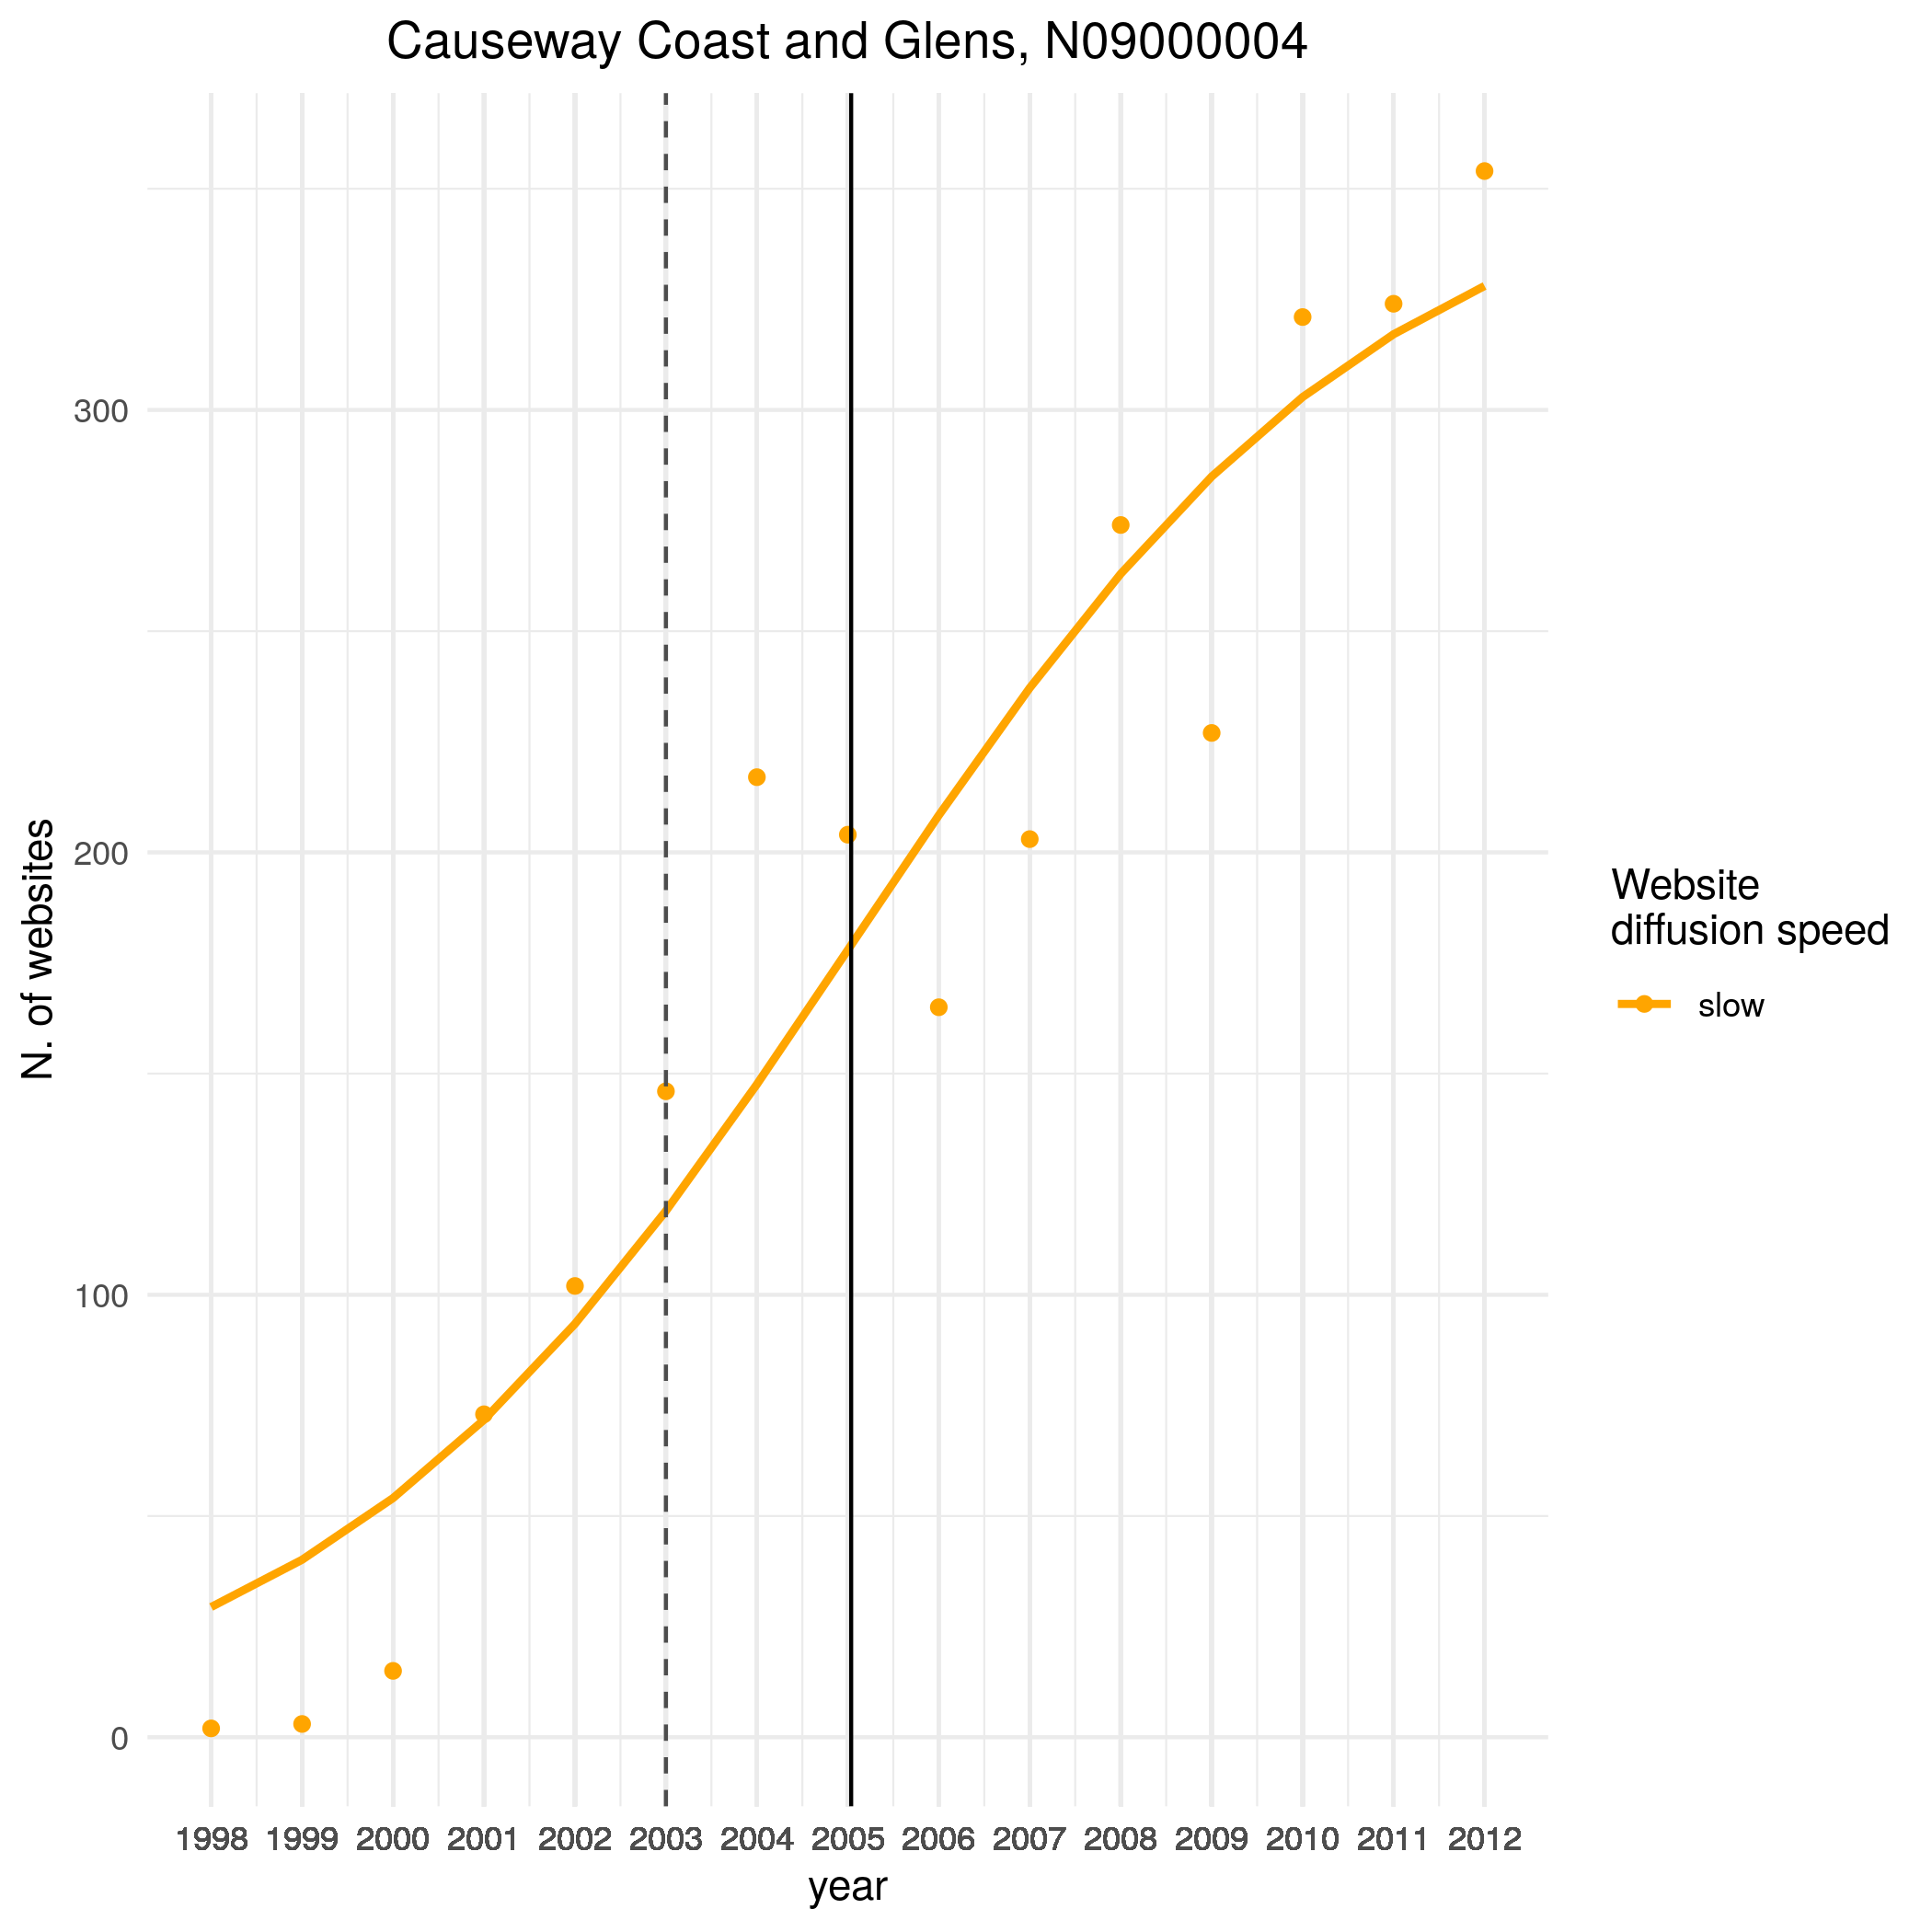 Causeway Coast and Glens, N09000004
N. of websites
300
200
100
0
1998 1999 2000 2001 2002 2003 2004 2005 2006 2007 2008 2009 2010 2011 2012
year
Website
diffusion speed
slow